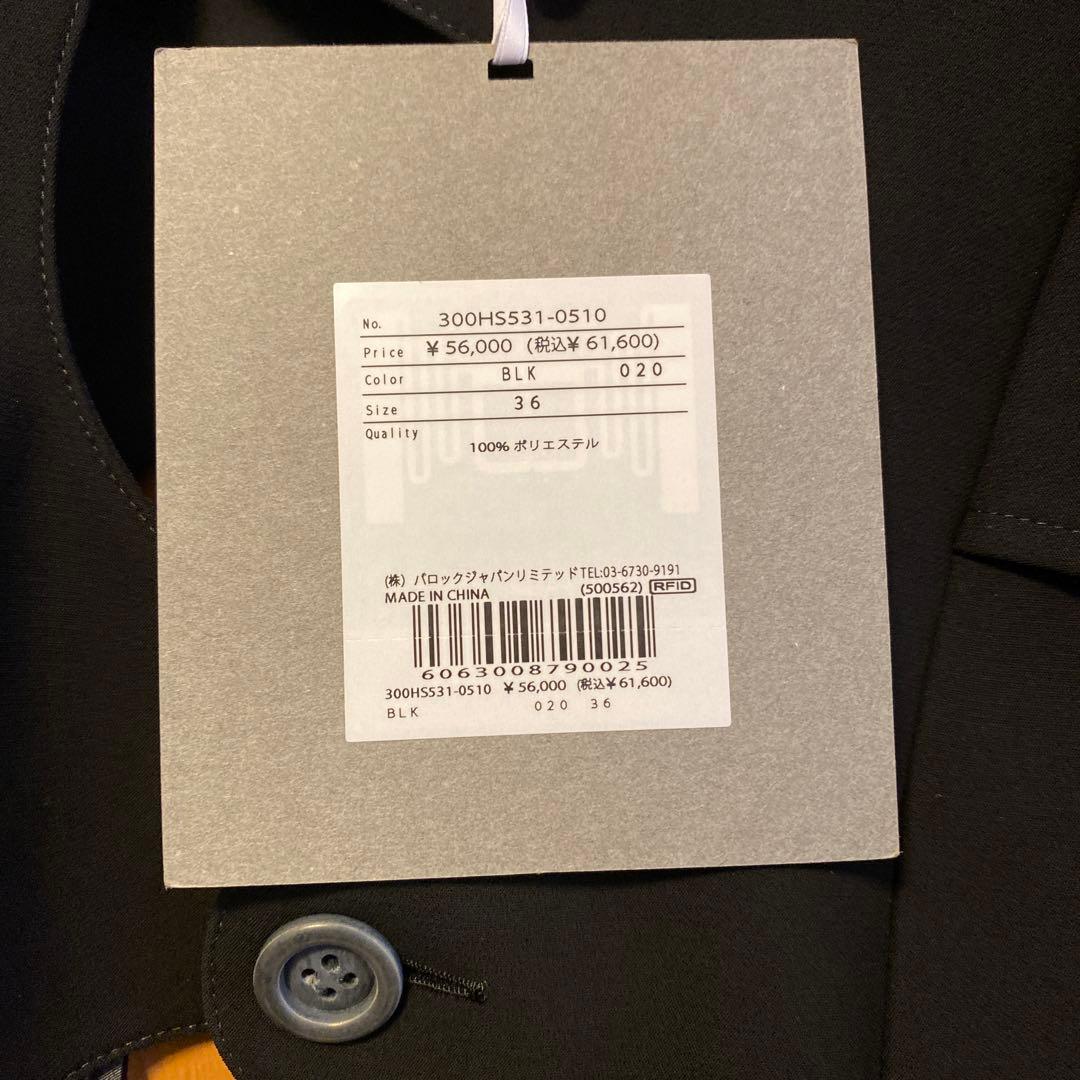 No. 300HS531-0510
Price ￥56,000 (税込￥61,600)
Color BLK 020
Size 36
Quality
100% ポリエステル
(株) バロックジャパンリミテッド TEL:03-6730-9191
MADE IN CHINA (500562) RFID
6063008790025
300HS531-0510 ￥56,000 (税込￥61,600)
BLK 020 36